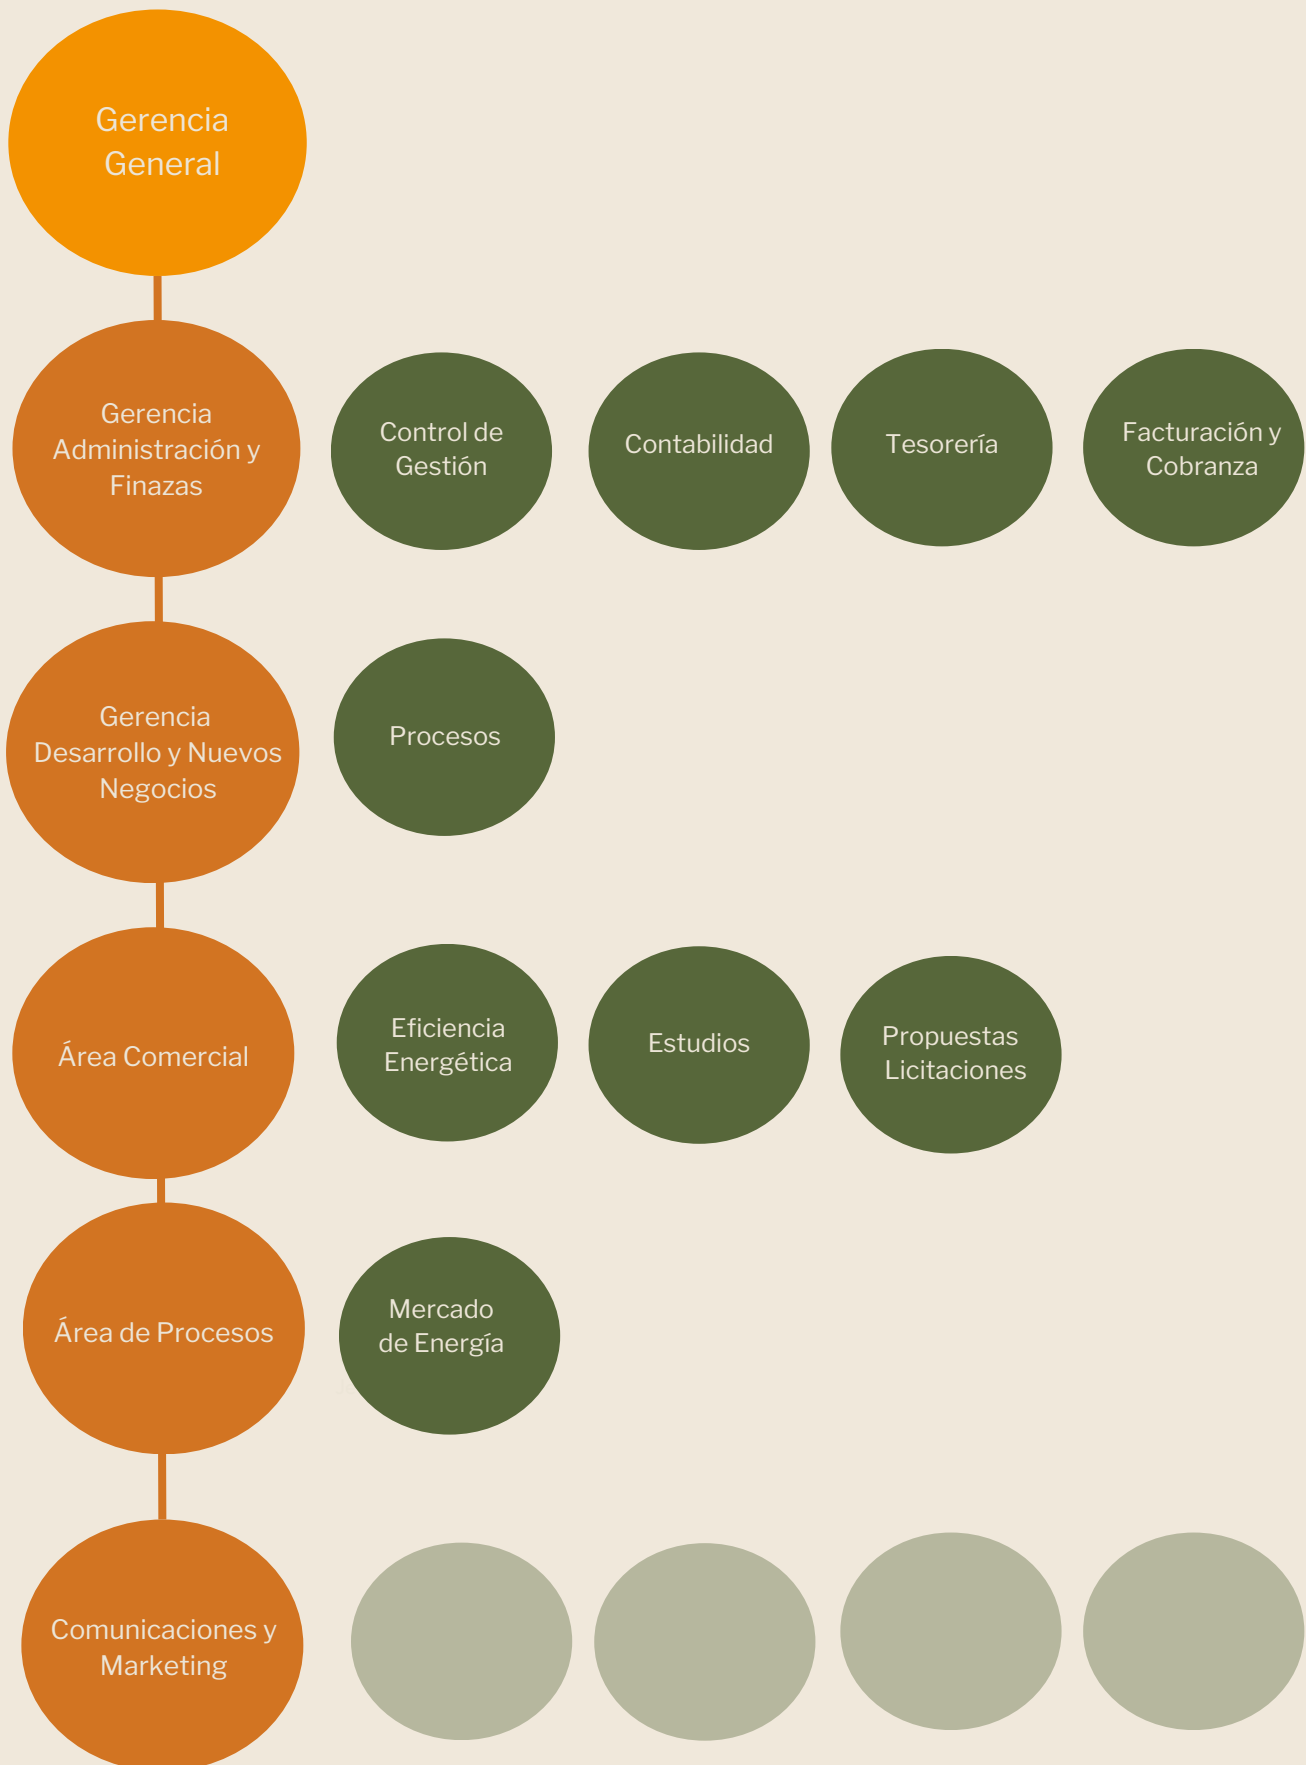 Gerencia
General
Gerencia
Administración y
Finazas
Control de
Gestión
Contabilidad
Tesorería
Facturación y
Cobranza
Gerencia
Desarrollo y Nuevos
Negocios
Procesos
Área Comercial
Eficiencia
Energética
Estudios
Propuestas
Licitaciones
Área de Procesos
Mercado
de Energía
Comunicaciones y
Marketing